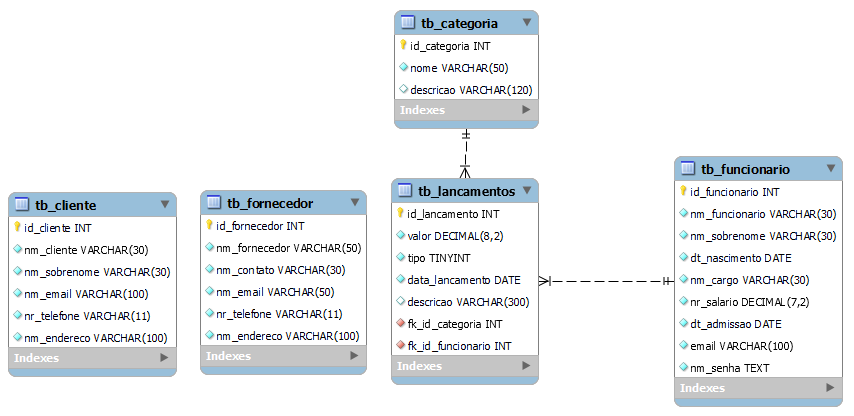 tb_categoria
id_categoria INT
nome VARCHAR(50)
descricao VARCHAR(120)
Indexes
tb_cliente
id_cliente INT
nm_cliente VARCHAR(30)
nm_sobrenome VARCHAR(30)
nm_email VARCHAR(100)
nr_telefone VARCHAR(11)
nm_endereco VARCHAR(100)
Indexes
tb_fornecedor
id_fornecedor INT
nm_fornecedor VARCHAR(50)
nm_contato VARCHAR(30)
nm_email VARCHAR(50)
nr_telefone VARCHAR(11)
nm_endereco VARCHAR(100)
Indexes
tb_lancamentos
id_lancamento INT
valor DECIMAL(8,2)
tipo TINYINT
data_lancamento DATE
descricao VARCHAR(300)
fk_id_categoria INT
fk_id_funcionario INT
Indexes
tb_funcionario
id_funcionario INT
nm_funcionario VARCHAR(30)
nm_sobrenome VARCHAR(30)
dt_nascimento DATE
nm_cargo VARCHAR(30)
nr_salario DECIMAL(7,2)
dt_admissao DATE
email VARCHAR(100)
nm_senha TEXT
Indexes